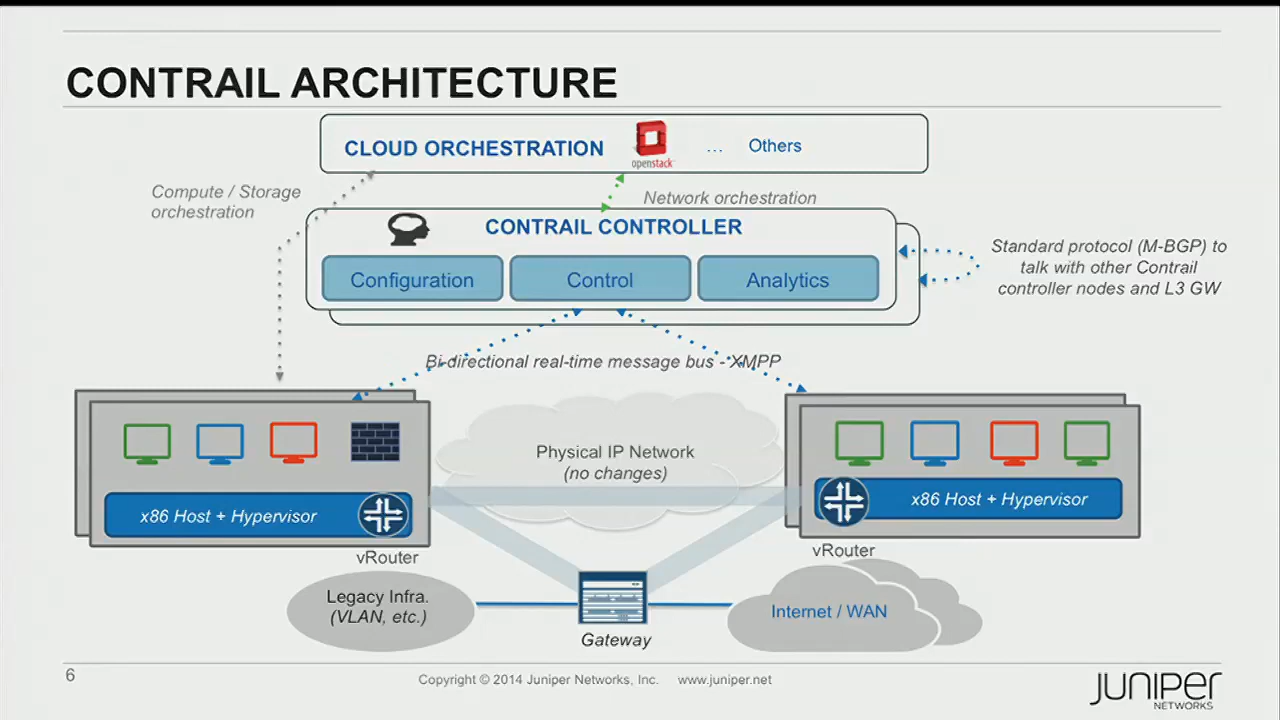 CONTRAIL ARCHITECTURE
CLOUD ORCHESTRATION
openstack
... Others
Compute / Storage
orchestration
Network orchestration
CONTRAIL CONTROLLER
Configuration
Control
Analytics
Standard protocol (M-BGP) to
talk with other Contrail
controller nodes and L3 GW
Bi-directional real-time message bus - XMPP
Physical IP Network
(no changes)
x86 Host + Hypervisor
vRouter
x86 Host + Hypervisor
vRouter
Legacy Infra.
(VLAN, etc.)
Gateway
Internet / WAN
6
Copyright © 2014 Juniper Networks, Inc. www.juniper.net
JUNIPER
NETWORKS